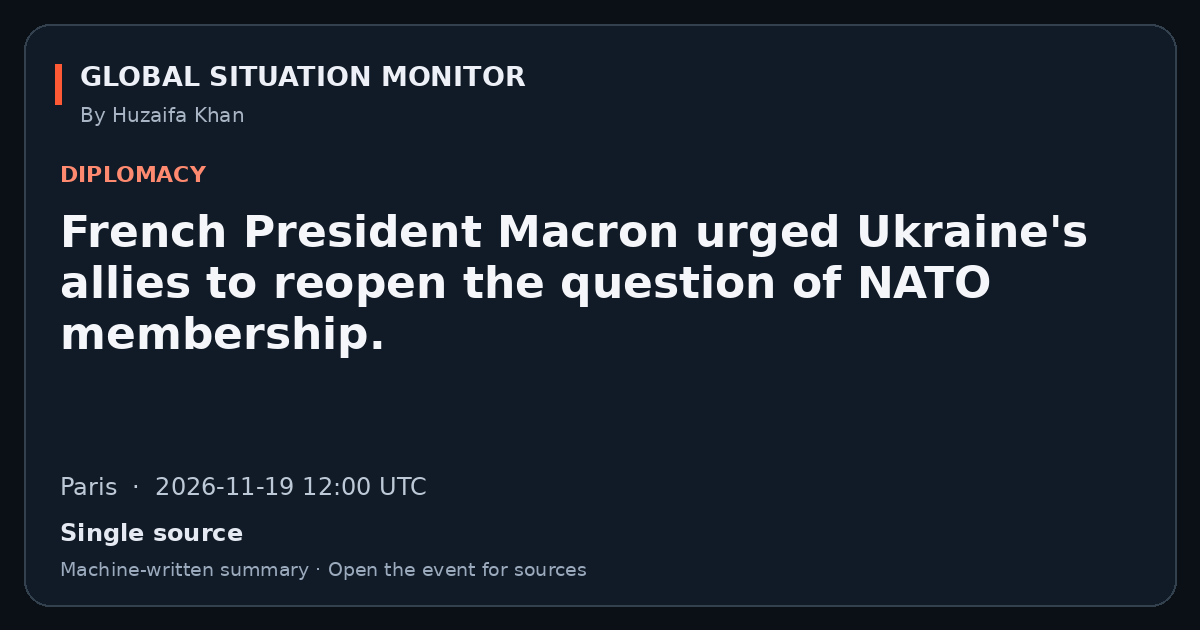 GLOBAL SITUATION MONITOR
By Huzaifa Khan
DIPLOMACY
French President Macron urged Ukraine's
allies to reopen the question of NATO
membership.
Paris · 2026-11-19 12:00 UTC
Single source
Machine-written summary · Open the event for sources